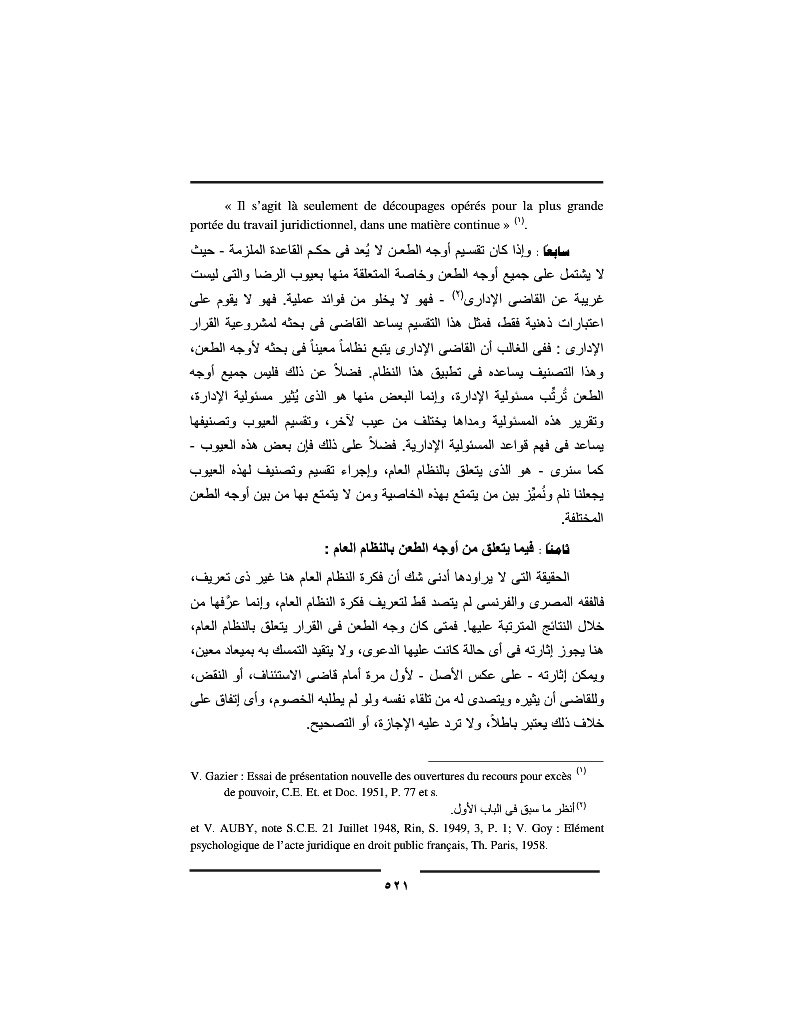 « Il s’agit là seulement de découpages opérés pour la plus grande
portée du travail juridictionnel, dans une matière continue » (١).
سابعاً : وإذا كان تقسيم أوجه الطعن لا يُعد فى حكم القاعدة الملزمة - حيث
لا يشتمل على جميع أوجه الطعن وخاصة المتعلقة منها بعيوب الرضا والتى ليست
غريبة عن القاضى الإدارى(٢) - فهو لا يخلو من فوائد عملية. فهو لا يقوم على
اعتبارات ذهنية فقط، فمثل هذا التقسيم يساعد القاضى فى بحثه لمشروعية القرار
الإدارى : ففى الغالب أن القاضى الإدارى يتبع نظاماً معيناً فى بحثه لأوجه الطعن،
وهذا التصنيف يساعده فى تطبيق هذا النظام. فضلاً عن ذلك فليس جميع أوجه
الطعن تُرتِّب مسئولية الإدارة، وإنما البعض منها هو الذى يُثير مسئولية الإدارة،
وتقرير هذه المسئولية ومداها يختلف من عيب لآخر، وتقسيم العيوب وتصنيفها
يساعد فى فهم قواعد المسئولية الإدارية. فضلاً على ذلك فإن بعض هذه العيوب -
كما سنرى - هو الذى يتعلق بالنظام العام، وإجراء تقسيم وتصنيف لهذه العيوب
يجعلنا نلم ونُميِّز بين من يتمتع بهذه الخاصية ومن لا يتمتع بها من بين أوجه الطعن
المختلفة.
ثامناً : فيما يتعلق من أوجه الطعن بالنظام العام :
الحقيقة التى لا يراودها أدنى شك أن فكرة النظام العام هنا غير ذى تعريف،
فالفقه المصرى والفرنسى لم يتصد قط لتعريف فكرة النظام العام، وإنما عرَّفها من
خلال النتائج المترتبة عليها. فمتى كان وجه الطعن فى القرار يتعلق بالنظام العام،
هنا يجوز إثارته فى أى حالة كانت عليها الدعوى، ولا يتقيد التمسك به بميعاد معين،
ويمكن إثارته - على عكس الأصل - لأول مرة أمام قاضى الاستئناف، أو النقض،
وللقاضى أن يثيره ويتصدى له من تلقاء نفسه ولو لم يطلبه الخصوم، وأى إتفاق على
خلاف ذلك يعتبر باطلاً، ولا ترد عليه الإجازة، أو التصحيح.
V. Gazier : Essai de présentation nouvelle des ouvertures du recours pour excès (١)
de pouvoir, C.E. Et. et Doc. 1951, P. 77 et s.
(٢) أنظر ما سبق فى الباب الأول.
et V. AUBY, note S.C.E. 21 Juillet 1948, Rin, S. 1949, 3, P. 1; V. Goy : Elément
psychologique de l’acte juridique en droit public français, Th. Paris, 1958.
٥٢١